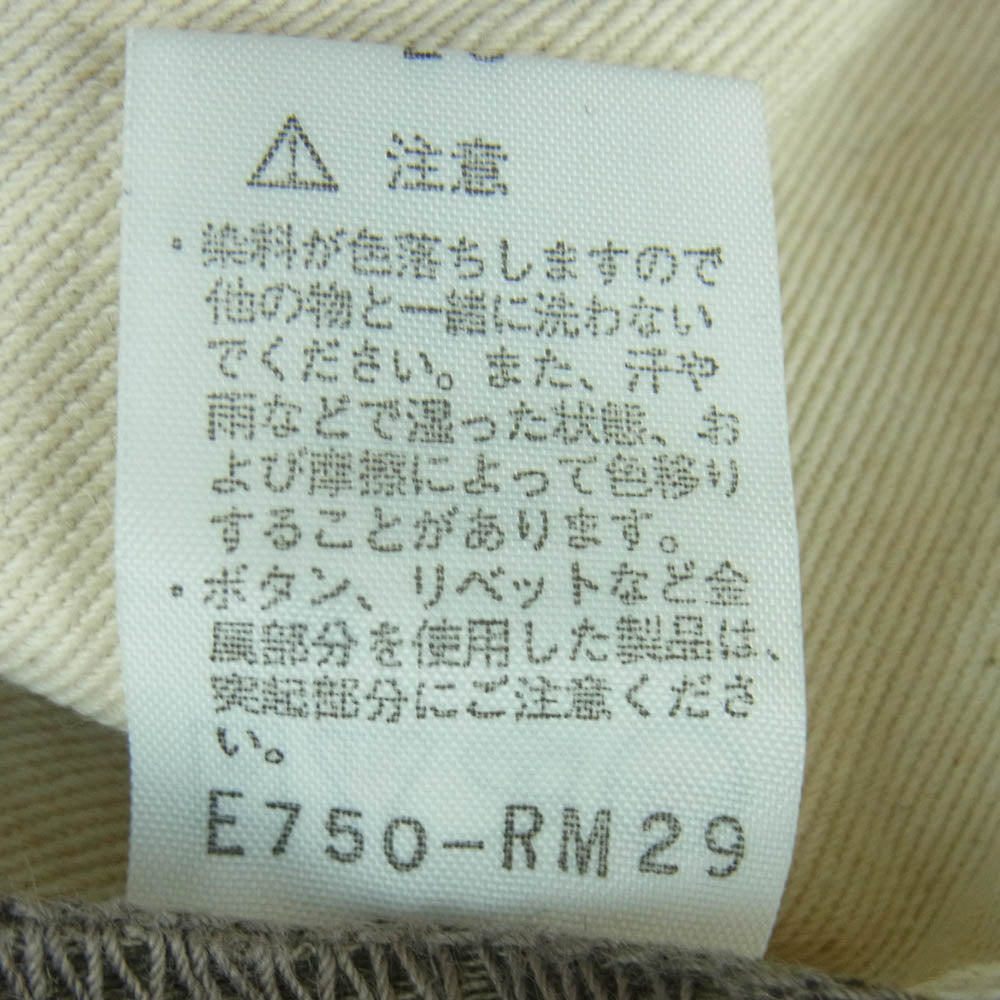 注意
・染料が色落ちしますので
他の物と一緒に洗わない
でください。また、汗や
雨などで湿った状態、お
よび摩擦によって色移り
することがあります。
・ボタン、リベットなど金
属部分を使用した製品は、
突起部分にご注意くださ
い。
E750-RM29